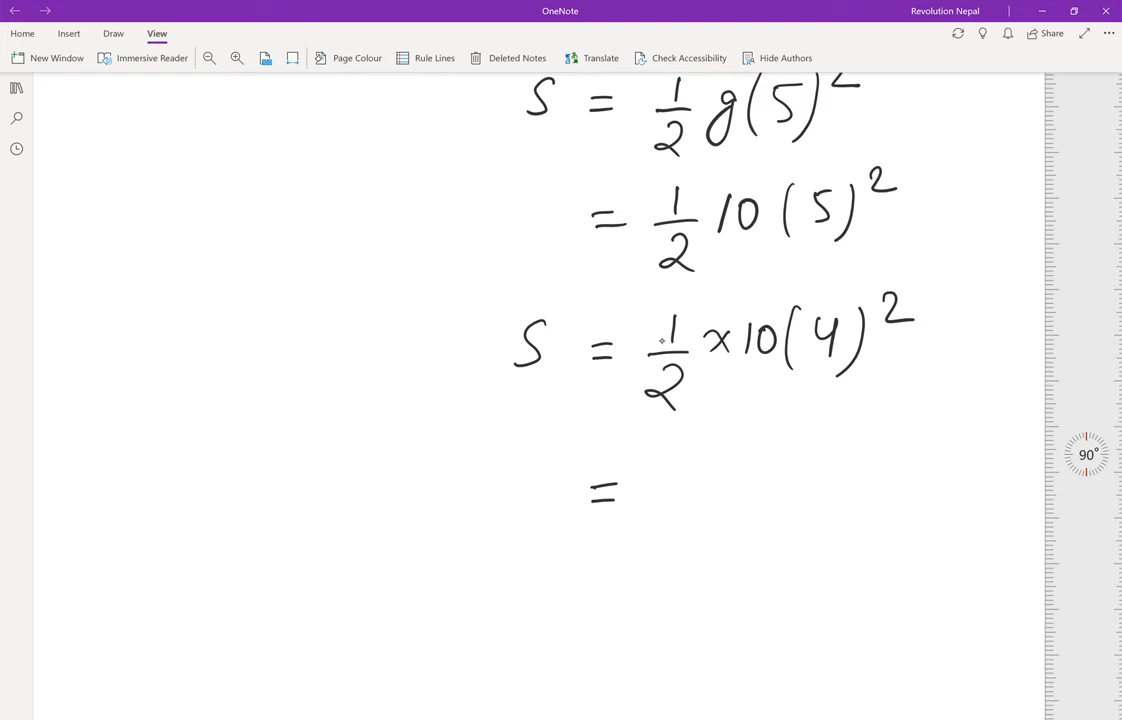 OneNote
Revolution Nepal
Home Insert Draw View
Share
New Window Immersive Reader Page Colour Rule Lines Deleted Notes Translate Check Accessibility Hide Authors
S = 1/2 g(5)²
= 1/2 10(5)²
S = 1/2 × 10(4)²
=
90°